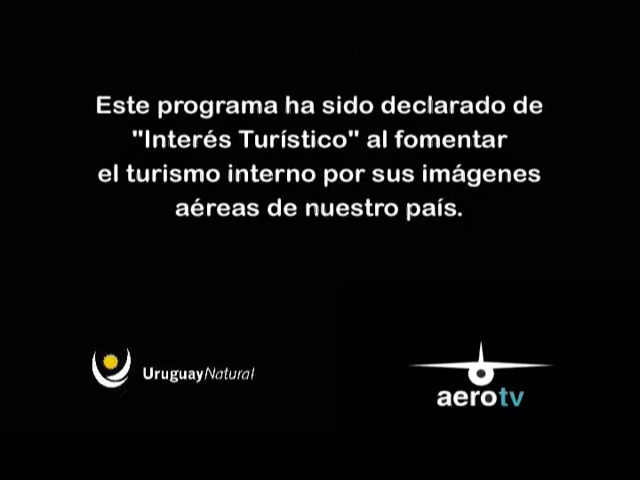 Este programa ha sido declarado de
"Interés Turístico" al fomentar
el turismo interno por sus imágenes
aéreas de nuestro país.
UruguayNatural
aerotv